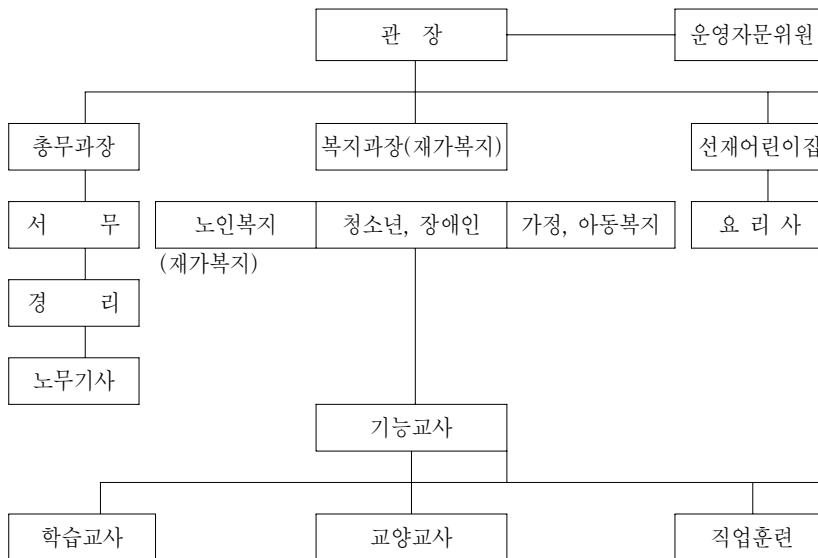 관 장 운영자문위원
총무과장 복지과장(재가복지) 선재어린이집
서 무 노인복지 청소년, 장애인 가정, 아동복지 요 리 사
(재가복지)
경 리
노무기사
기능교사
학습교사 교양교사 직업훈련